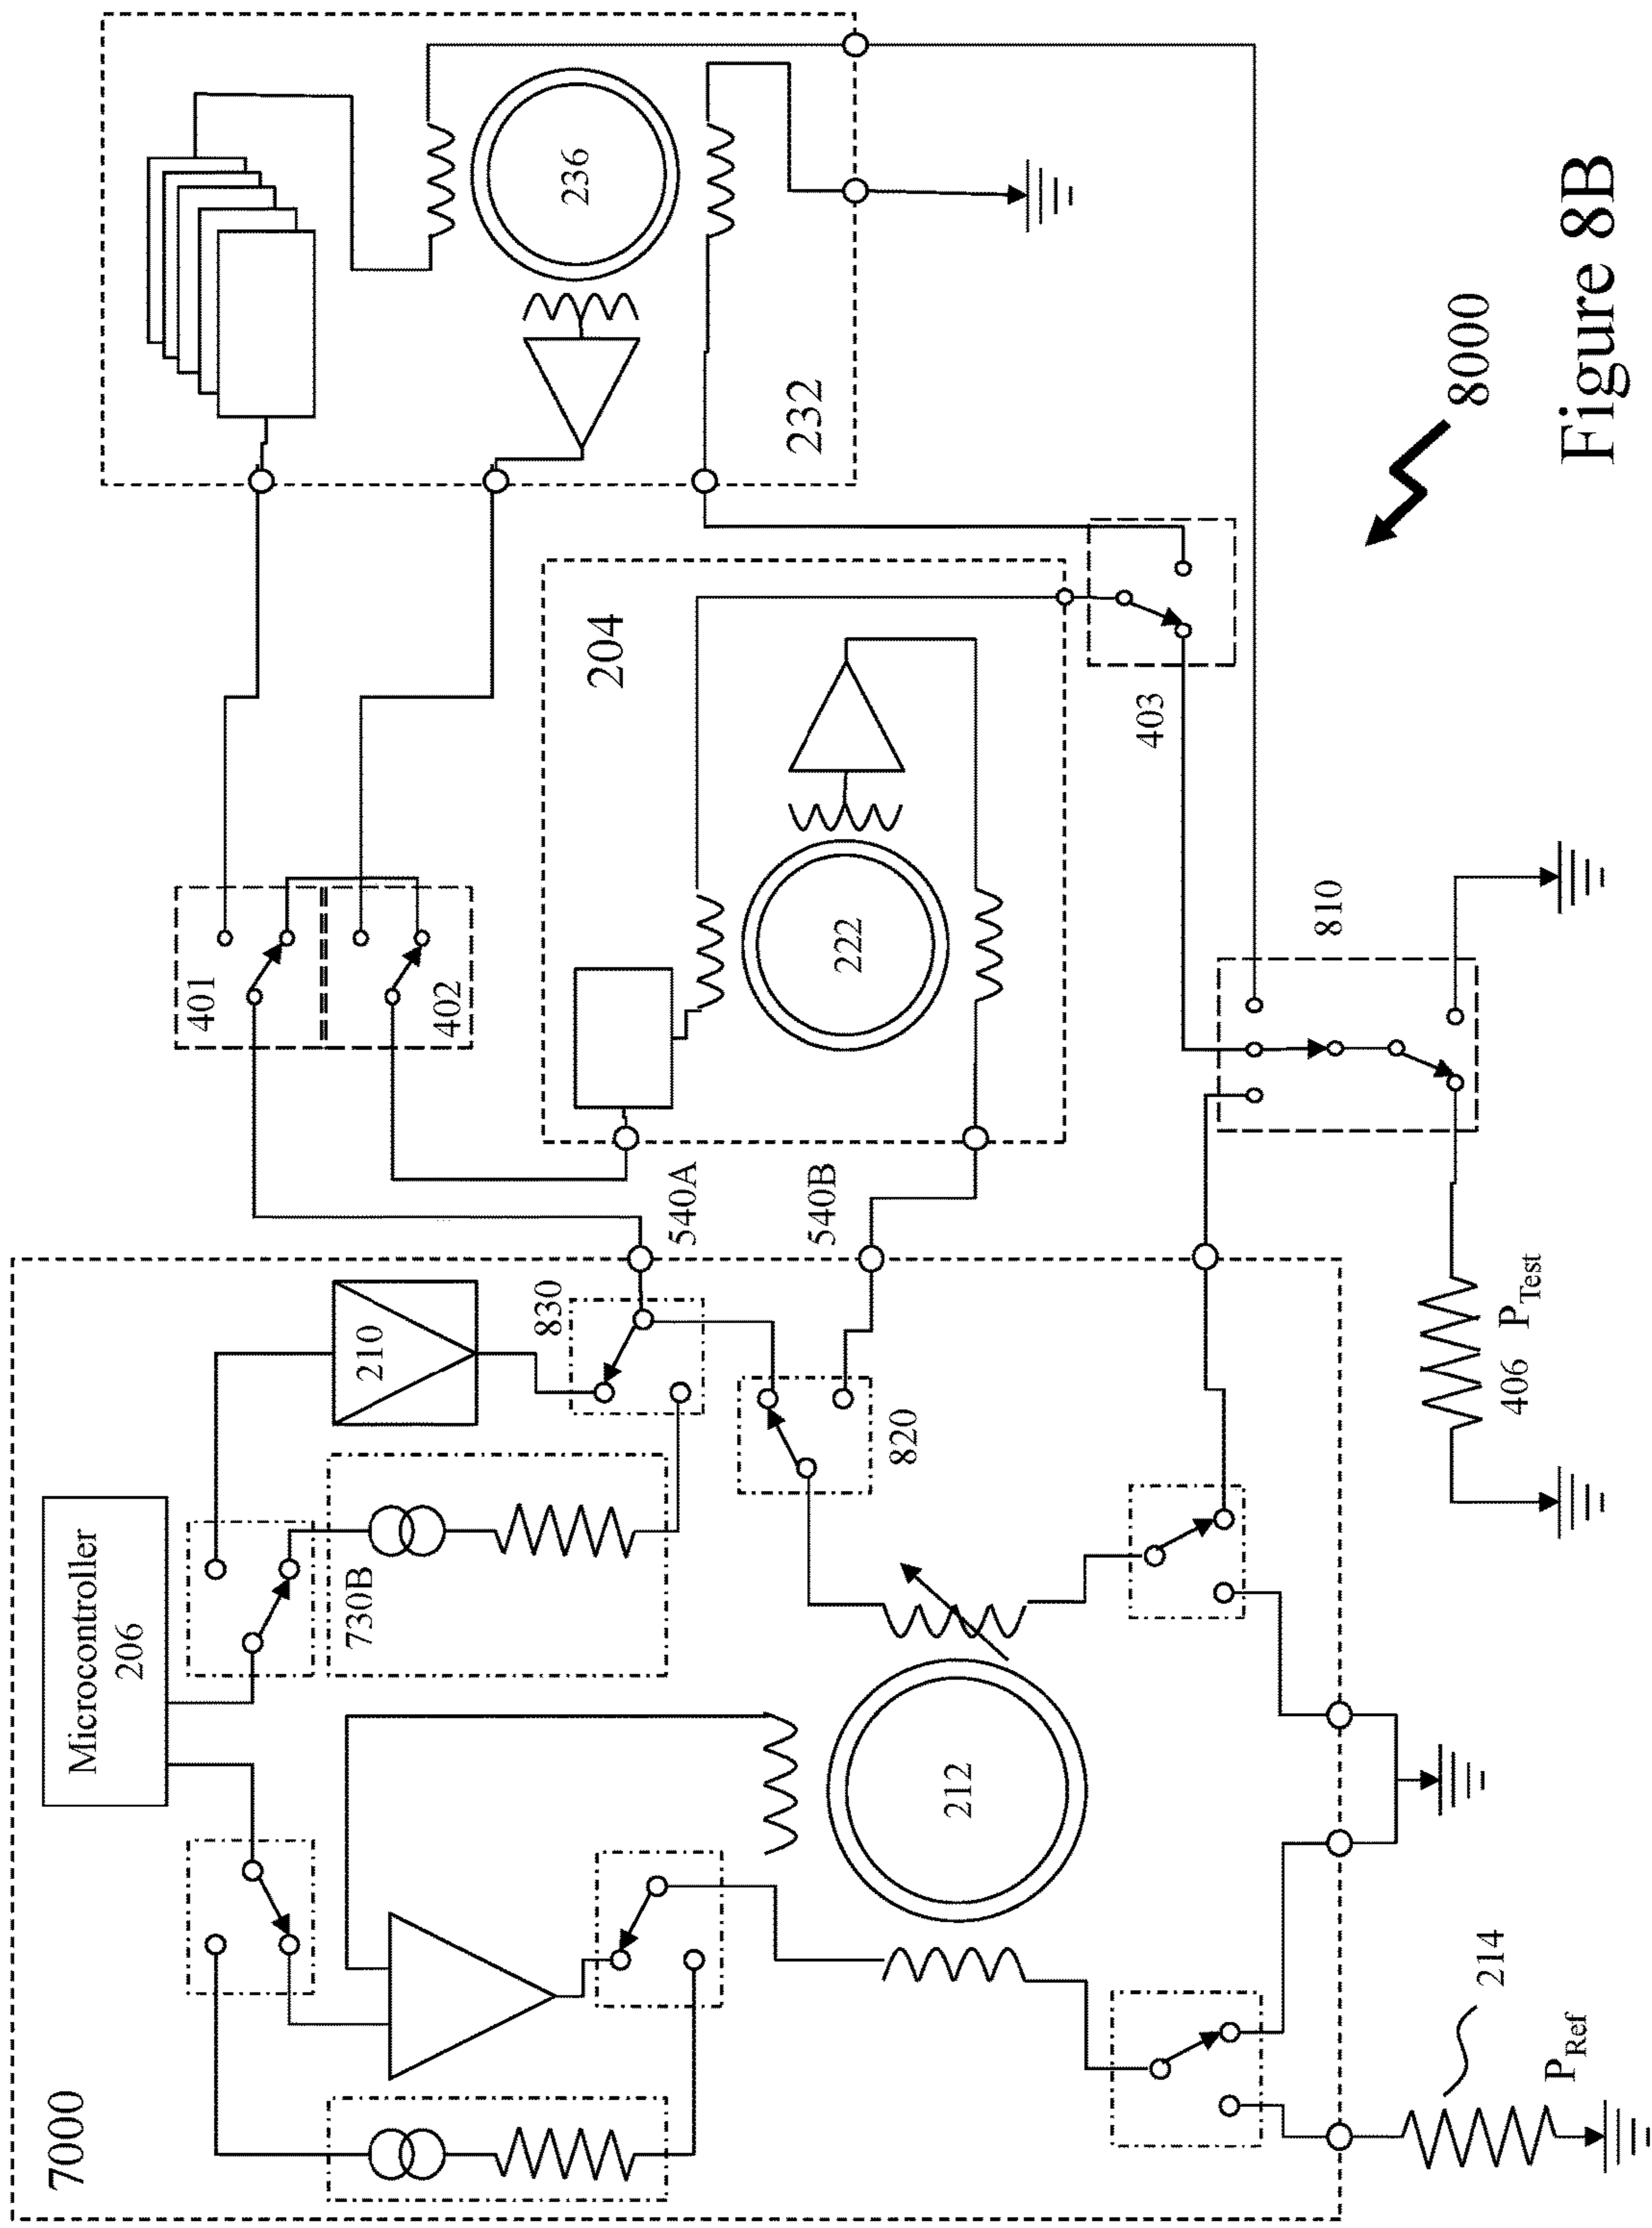 7000
Microcontroller
206
730B
210
830
820
212
214
P_Ref
540A
540B
401
402
204
222
403
810
406 P_Test
232
236
8000
Figure 8B